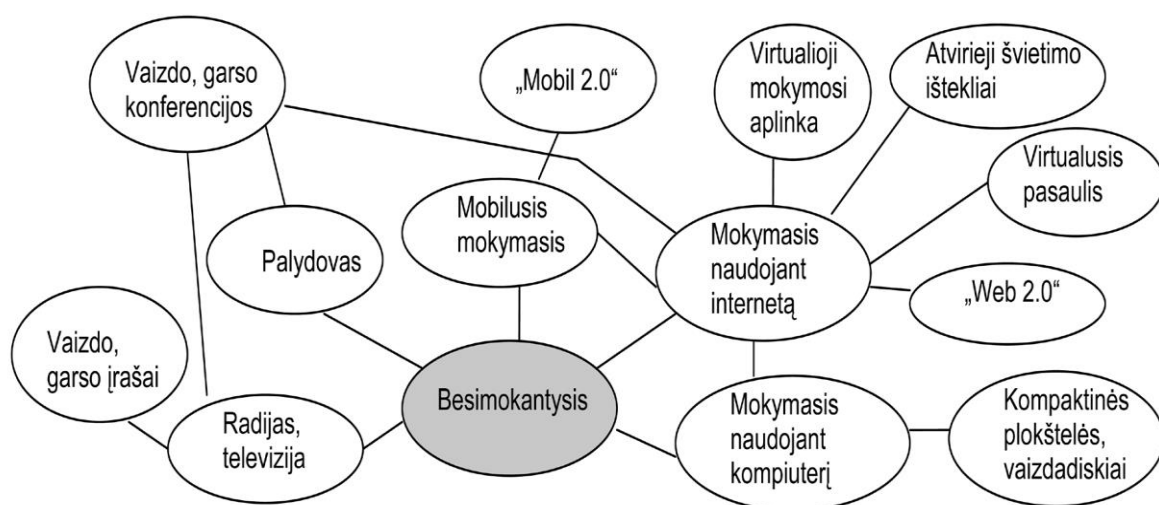 Vaizdo, garso
konferencijos
„Mobil 2.0“
Virtualioji
mokymosi
aplinka
Atvirieji švietimo
ištekliai
Virtualusis
pasaulis
Mobilusis
mokymasis
Palydovas
Mokymasis
naudojant
internetą
„Web 2.0“
Vaizdo,
garso įrašai
Besimokantysis
Radijas,
televizija
Mokymasis
naudojant
kompiuterį
Kompaktinės
plokštelės,
vaizdadiskiai